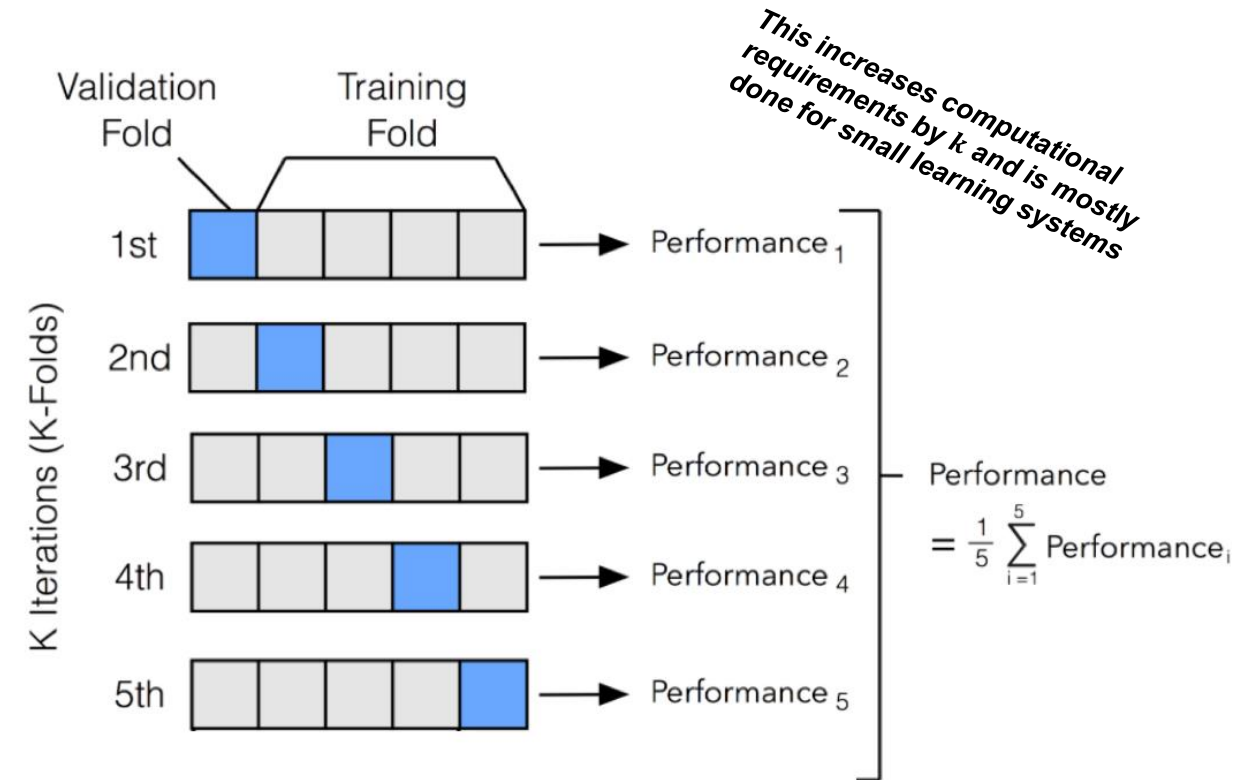 This increases computational
requirements by k and is mostly
done for small learning systems
Validation
Fold
Training
Fold
K Iterations (K-Folds)
1st
Performance 1
2nd
Performance 2
3rd
Performance 3
4th
Performance 4
5th
Performance 5
Performance
= 1/5 5∑i=1 Performancei